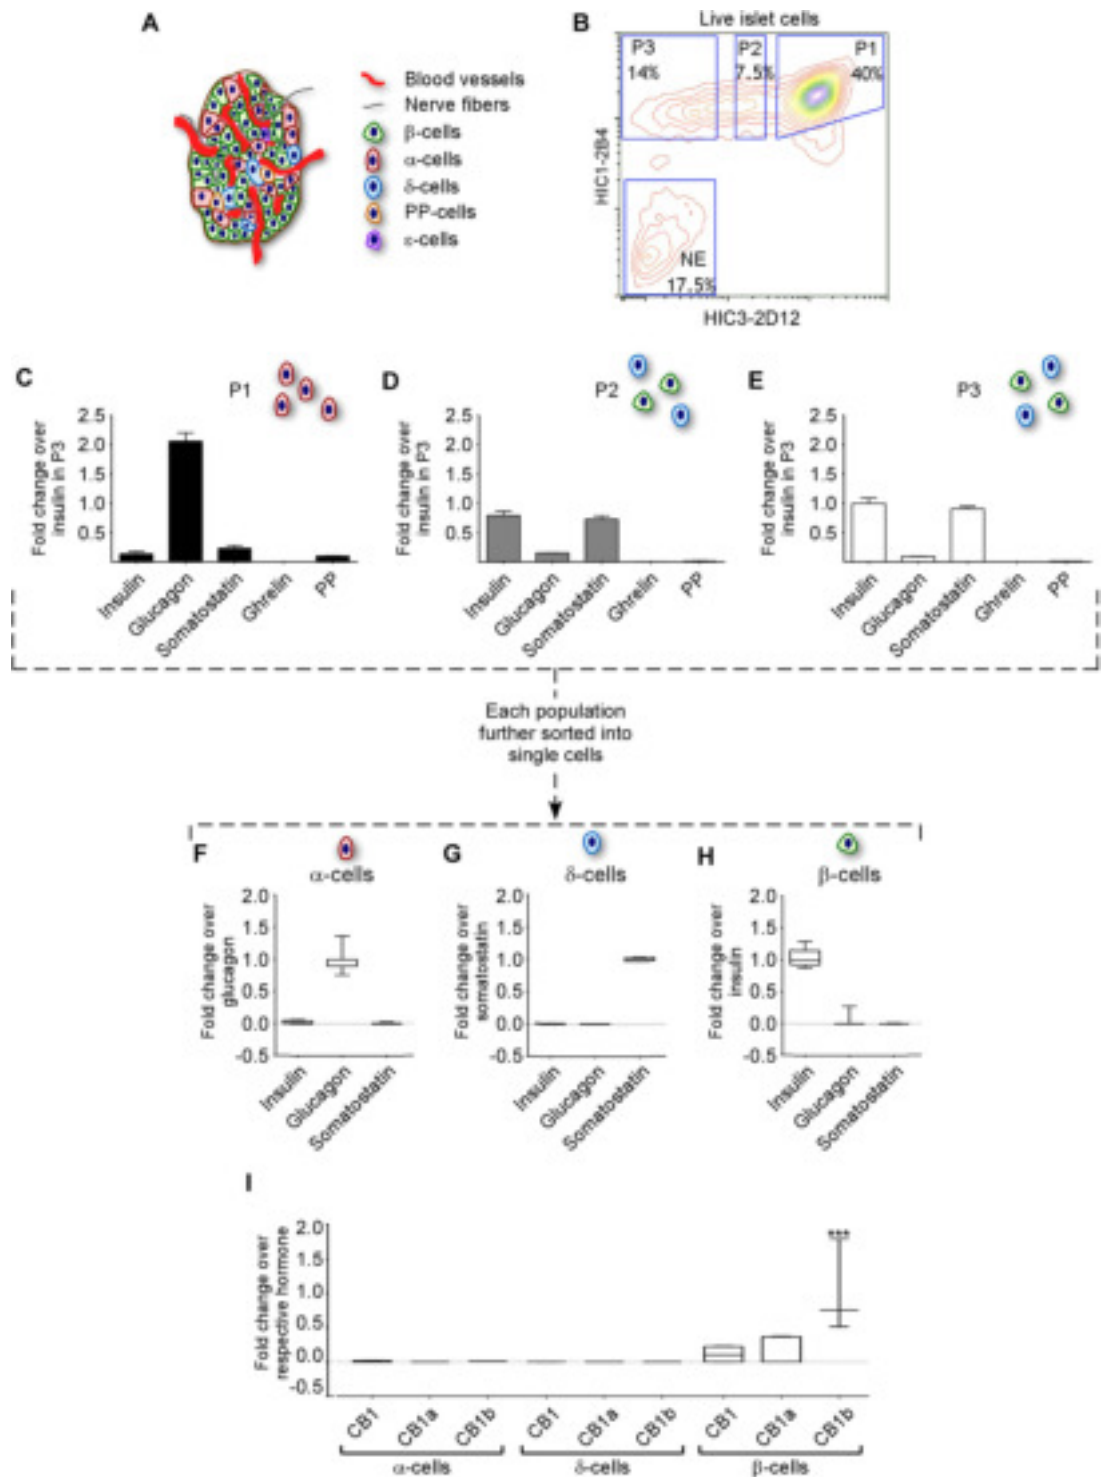 A
Blood vessels
Nerve fibers
β-cells
α-cells
δ-cells
PP-cells
ε-cells
B
Live islet cells
P3
14%
P2
7.5%
P1
40%
NE
17.5%
HIC1-2B4
HIC3-2D12
C
P1
Fold change over
insulin in P3
2.5
2.0
1.5
1.0
0.5
Insulin
Glucagon
Somatostatin
Ghrelin
PP
D
P2
Fold change over
insulin in P3
2.5
2.0
1.5
1.0
0.5
Insulin
Glucagon
Somatostatin
Ghrelin
PP
E
P3
Fold change over
insulin in P3
2.5
2.0
1.5
1.0
0.5
Insulin
Glucagon
Somatostatin
Ghrelin
PP
Each population
further sorted into
single cells
F
α-cells
Fold change over
glucagon
2.0
1.5
1.0
0.0
-0.5
Insulin
Glucagon
Somatostatin
G
δ-cells
Fold change over
somatostatin
2.0
1.5
1.0
0.0
-0.5
Insulin
Glucagon
Somatostatin
H
β-cells
Fold change over
insulin
2.0
1.5
1.0
0.5
0.0
-0.5
Insulin
Glucagon
Somatostatin
I
Fold change over
respective hormone
2.0
1.5
1.0
0.5
0.0
-0.5
***
CB1
CB1a
CB1b
CB1
CB1a
CB1b
CB1
CB1a
CB1b
α-cells
δ-cells
β-cells